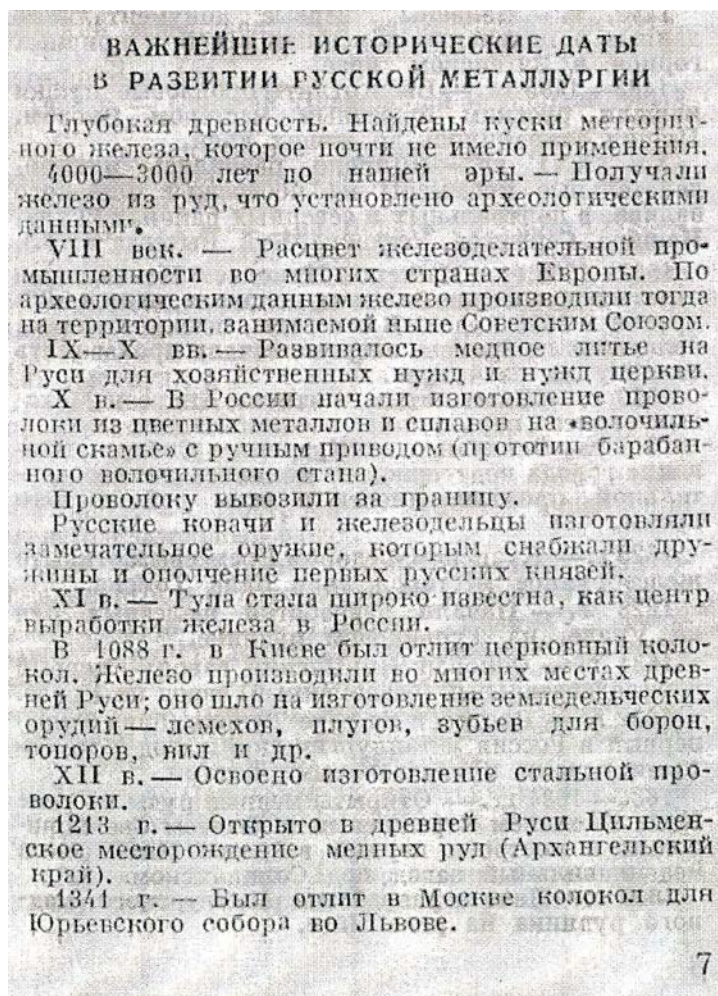 ВАЖНЕЙШИЕ ИСТОРИЧЕСКИЕ ДАТЫ
В РАЗВИТИИ РУССКОЙ МЕТАЛЛУРГИИ
Глубокая древность. Найдены куски метеорит-
ного железа, которое почти не имело применения.
4000—3000 лет до нашей эры. — Получали
железо из руд, что установлено археологическими
данными.
VIII век. — Расцвет железоделательной про-
мышленности во многих странах Европы. По
археологическим данным железо производили тогда
на территории, занимаемой ныне Советским Союзом.
IX—X вв. — Развивалось медное литье на
Руси для хозяйственных нужд и нужд церкви.
X в. — В России начали изготовление прово-
локи из цветных металлов и сплавов на «волочиль-
ной скамье» с ручным приводом (прототип барабан-
ного волочильного стана).
Проволоку вывозили за границу.
Русские ковачи и железодельцы изготовляли
замечательное оружие, которым снабжали дру-
жины и ополчение первых русских князей.
XI в. — Тула стала широко известна, как центр
выработки железа в России.
В 1088 г. в Киеве был отлит церковный коло-
кол. Железо производили во многих местах древ-
ней Руси; оно шло на изготовление земледельческих
орудий — лемехов, плугов, зубьев для борон,
топоров, вил и др.
XII в. — Освоено изготовление стальной про-
волоки.
1213 г. — Открыто в древней Руси Цильмен-
ское месторождение медных руд (Архангельский
край).
1341 г. — Был отлит в Москве колокол для
Юрьевского собора во Львове.
7